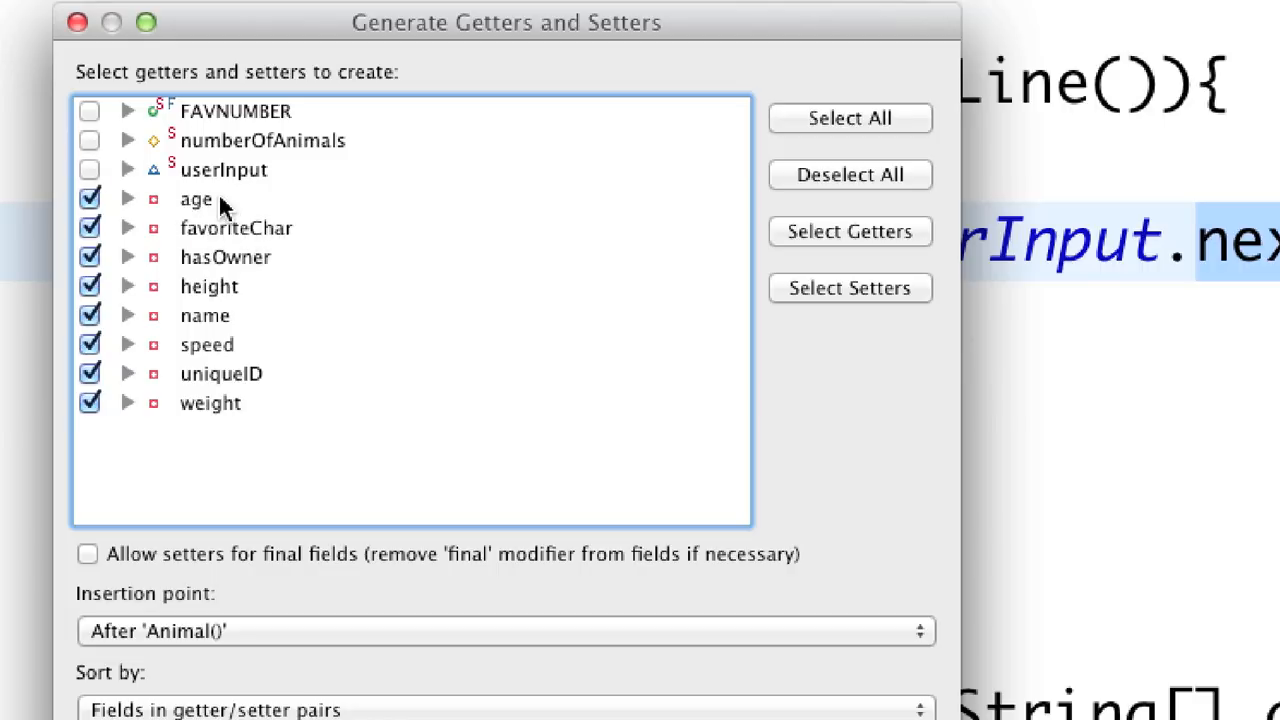 Generate Getters and Setters
Select getters and setters to create:
S F FAVNUMBER
S numberOfAnimals
S userInput
age
favoriteChar
hasOwner
height
name
speed
uniqueID
weight
Select All
Deselect All
Select Getters
Select Setters
Allow setters for final fields (remove 'final' modifier from fields if necessary)
Insertion point:
After 'Animal()'
Sort by:
Fields in getter/setter pairs
Line()){
rInput.nex
String[]